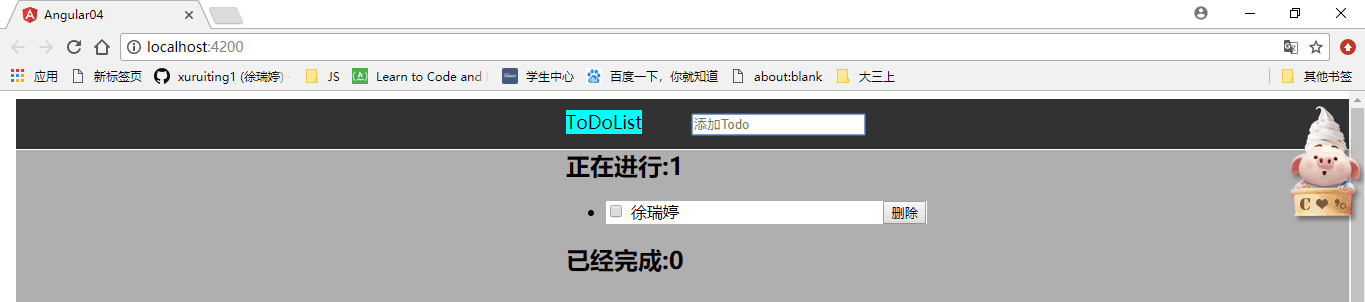 Angular04
localhost:4200
应用 新标签页 xuruiting1 (徐瑞婷) JS Learn to Code and 学生中心 百度一下，你就知道 about:blank 大三上 其他书签
ToDoList 添加Todo
正在进行:1
徐瑞婷 删除
已经完成:0